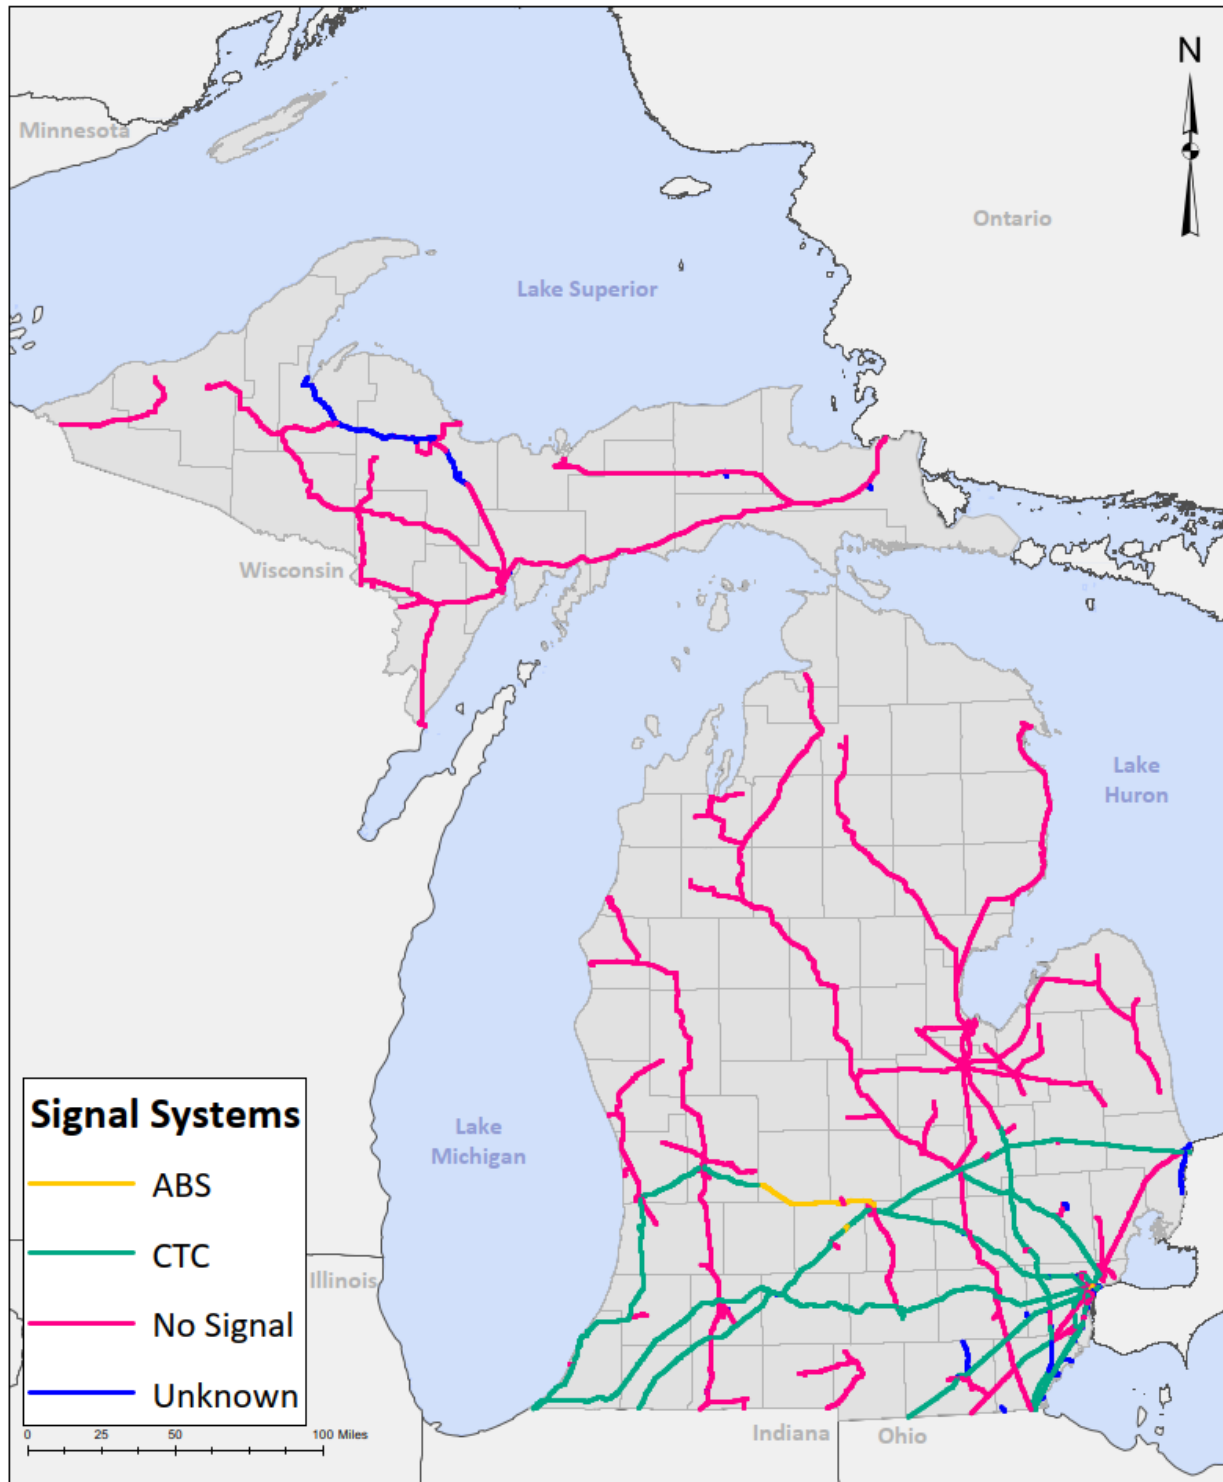 N
Minnesota
Ontario
Lake Superior
Wisconsin
Lake
Huron
Signal Systems
ABS
CTC
No Signal
Unknown
Lake
Michigan
Illinois
Indiana
Ohio
0 25 50 100 Miles